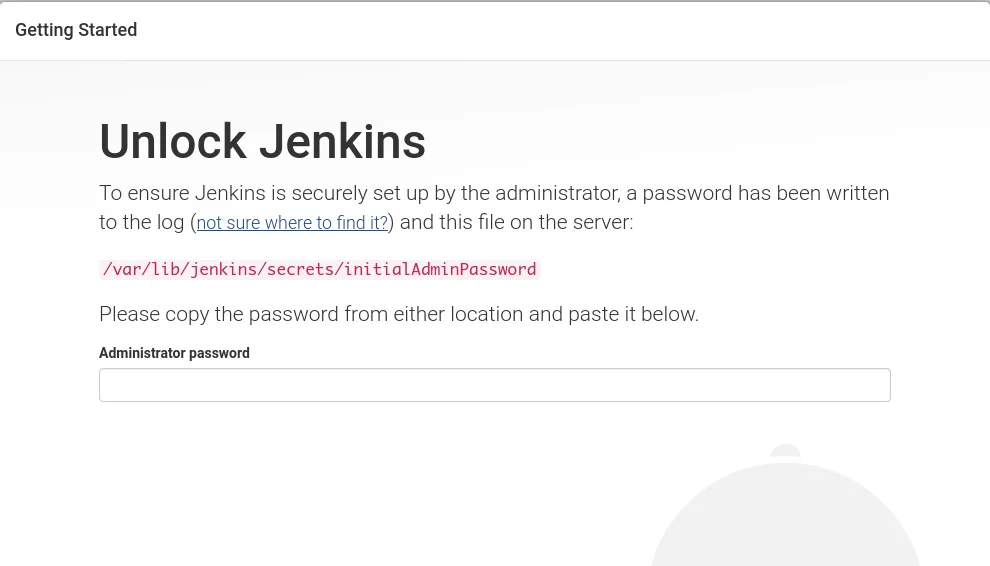 Getting Started
Unlock Jenkins
To ensure Jenkins is securely set up by the administrator, a password has been written
to the log (not sure where to find it?) and this file on the server:
/var/lib/jenkins/secrets/initialAdminPassword
Please copy the password from either location and paste it below.
Administrator password